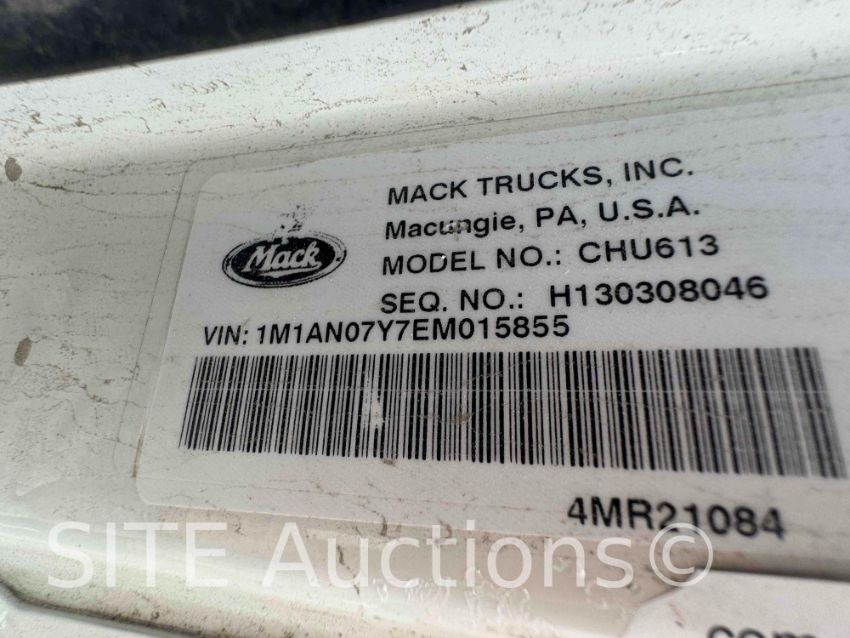 MACK TRUCKS, INC.
Macungie, PA, U.S.A.
Mack
MODEL NO.: CHU613
SEQ. NO.: H130308046
VIN: 1M1AN07Y7EM015855
4MR21084
SITE Auctions©